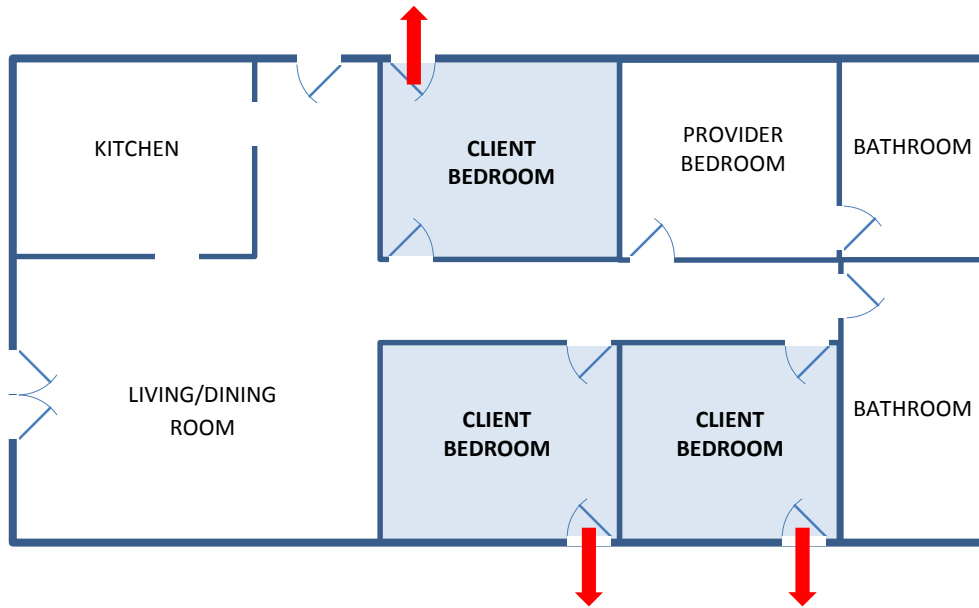 KITCHEN
CLIENT
BEDROOM
PROVIDER
BEDROOM
BATHROOM
LIVING/DINING
ROOM
CLIENT
BEDROOM
CLIENT
BEDROOM
BATHROOM